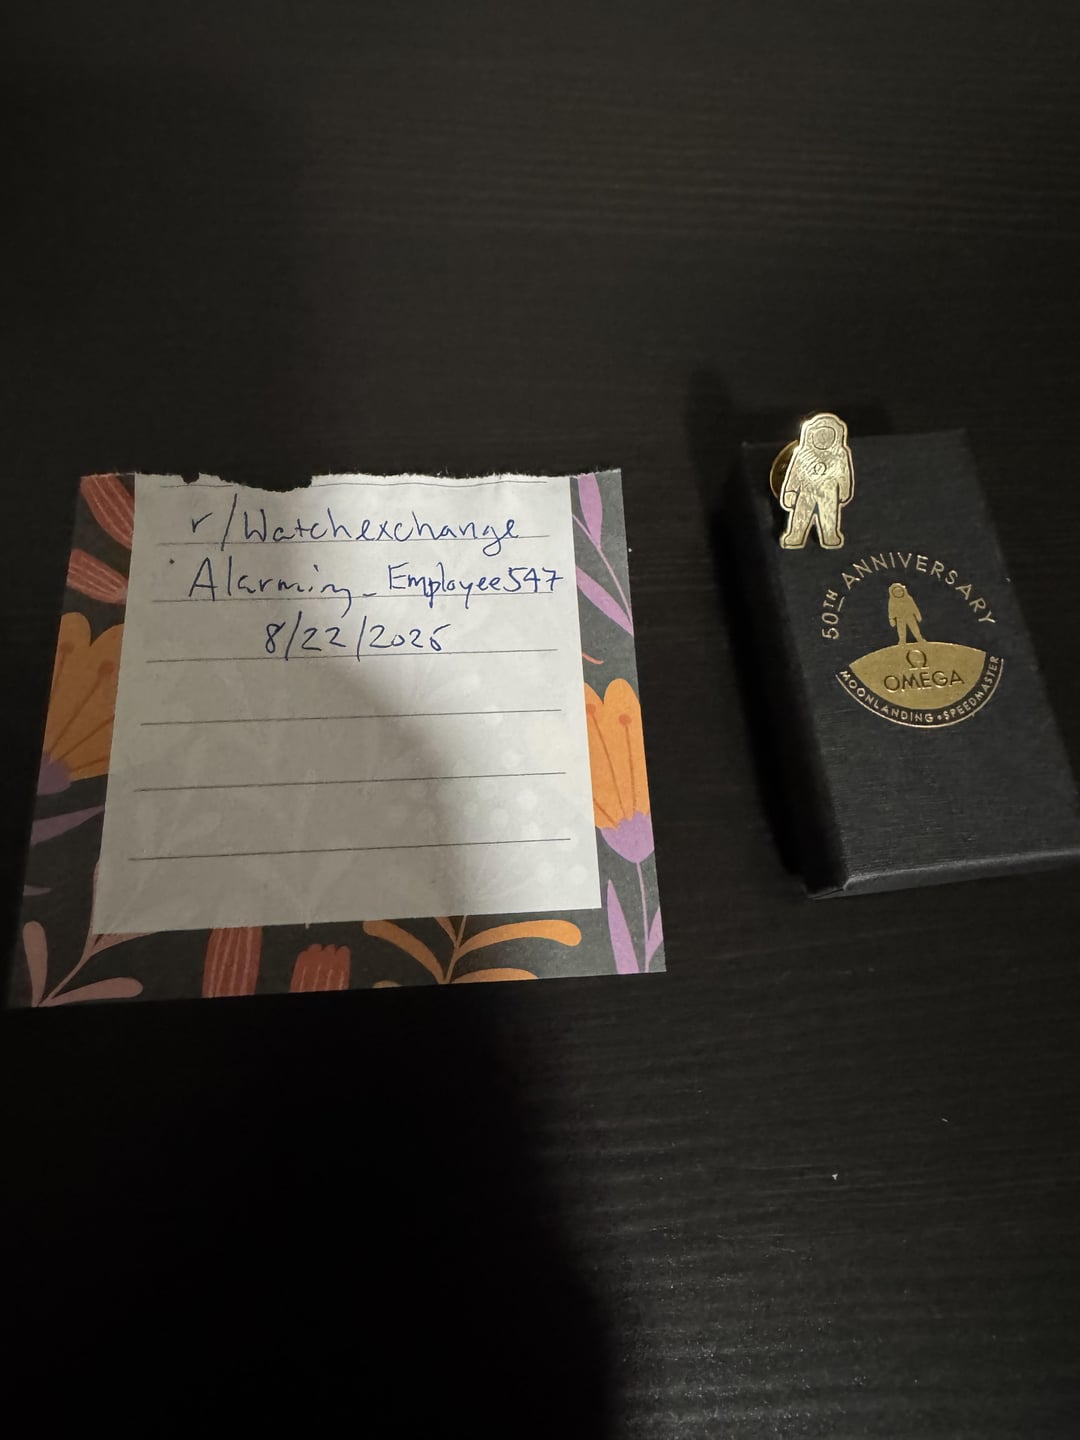 r/Watchexchange
Alarming_Employee547
8/22/2025
50TH ANNIVERSARY
Ω
OMEGA
MOONLANDING • SPEEDMASTER